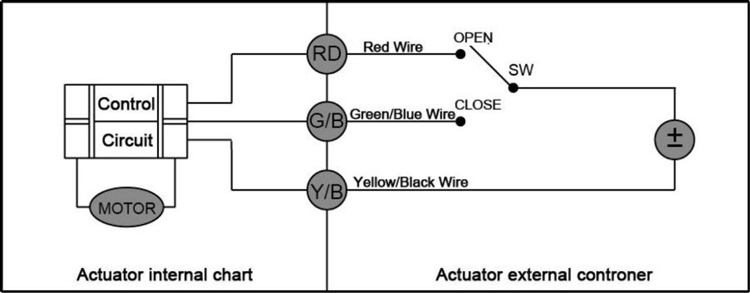 OPEN
RD
Red Wire
SW
Control
CLOSE
G/B
Green/Blue Wire
Circuit
±
Y/B
Yellow/Black Wire
MOTOR
Actuator internal chart
Actuator external controner